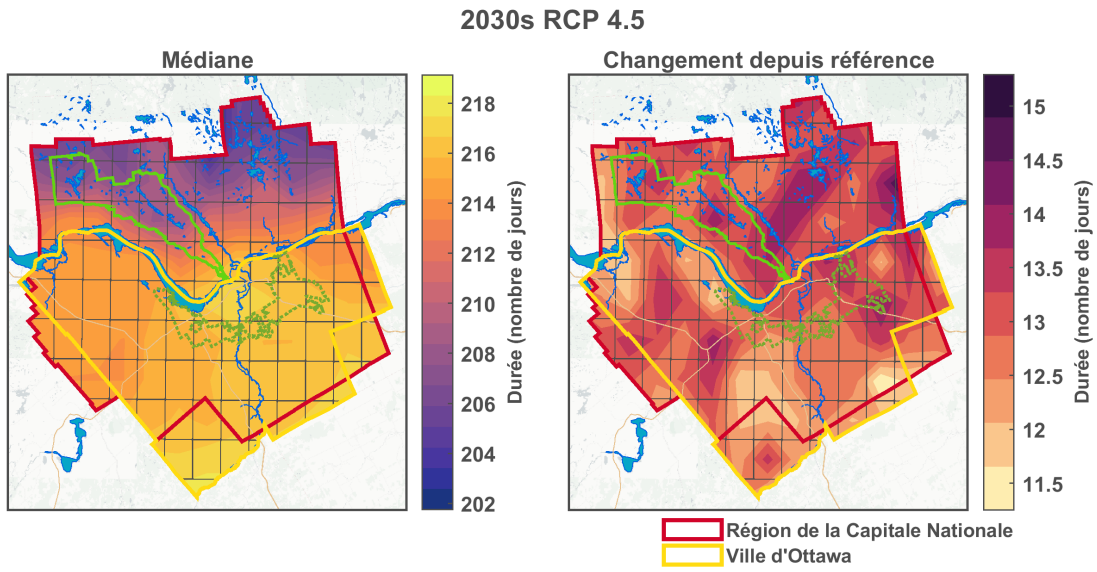 2030s RCP 4.5
Médiane
Changement depuis référence
218
216
214
212
210
208
206
204
202
Durée (nombre de jours)
15
14.5
14
13.5
13
12.5
12
11.5
Durée (nombre de jours)
Région de la Capitale Nationale
Ville d'Ottawa